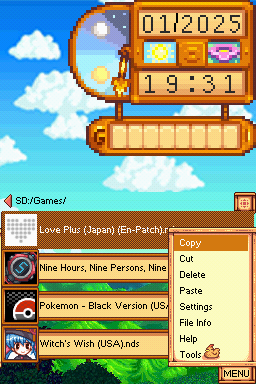 01/2025
19:31
SD:/Games/
Love Plus (Japan) (En-Patch).n
Nine Hours, Nine Persons, Nine
Pokemon - Black Version (USA
Witch's Wish (USA).nds
Copy
Cut
Delete
Paste
Settings
File Info
Help
Tools
MENU